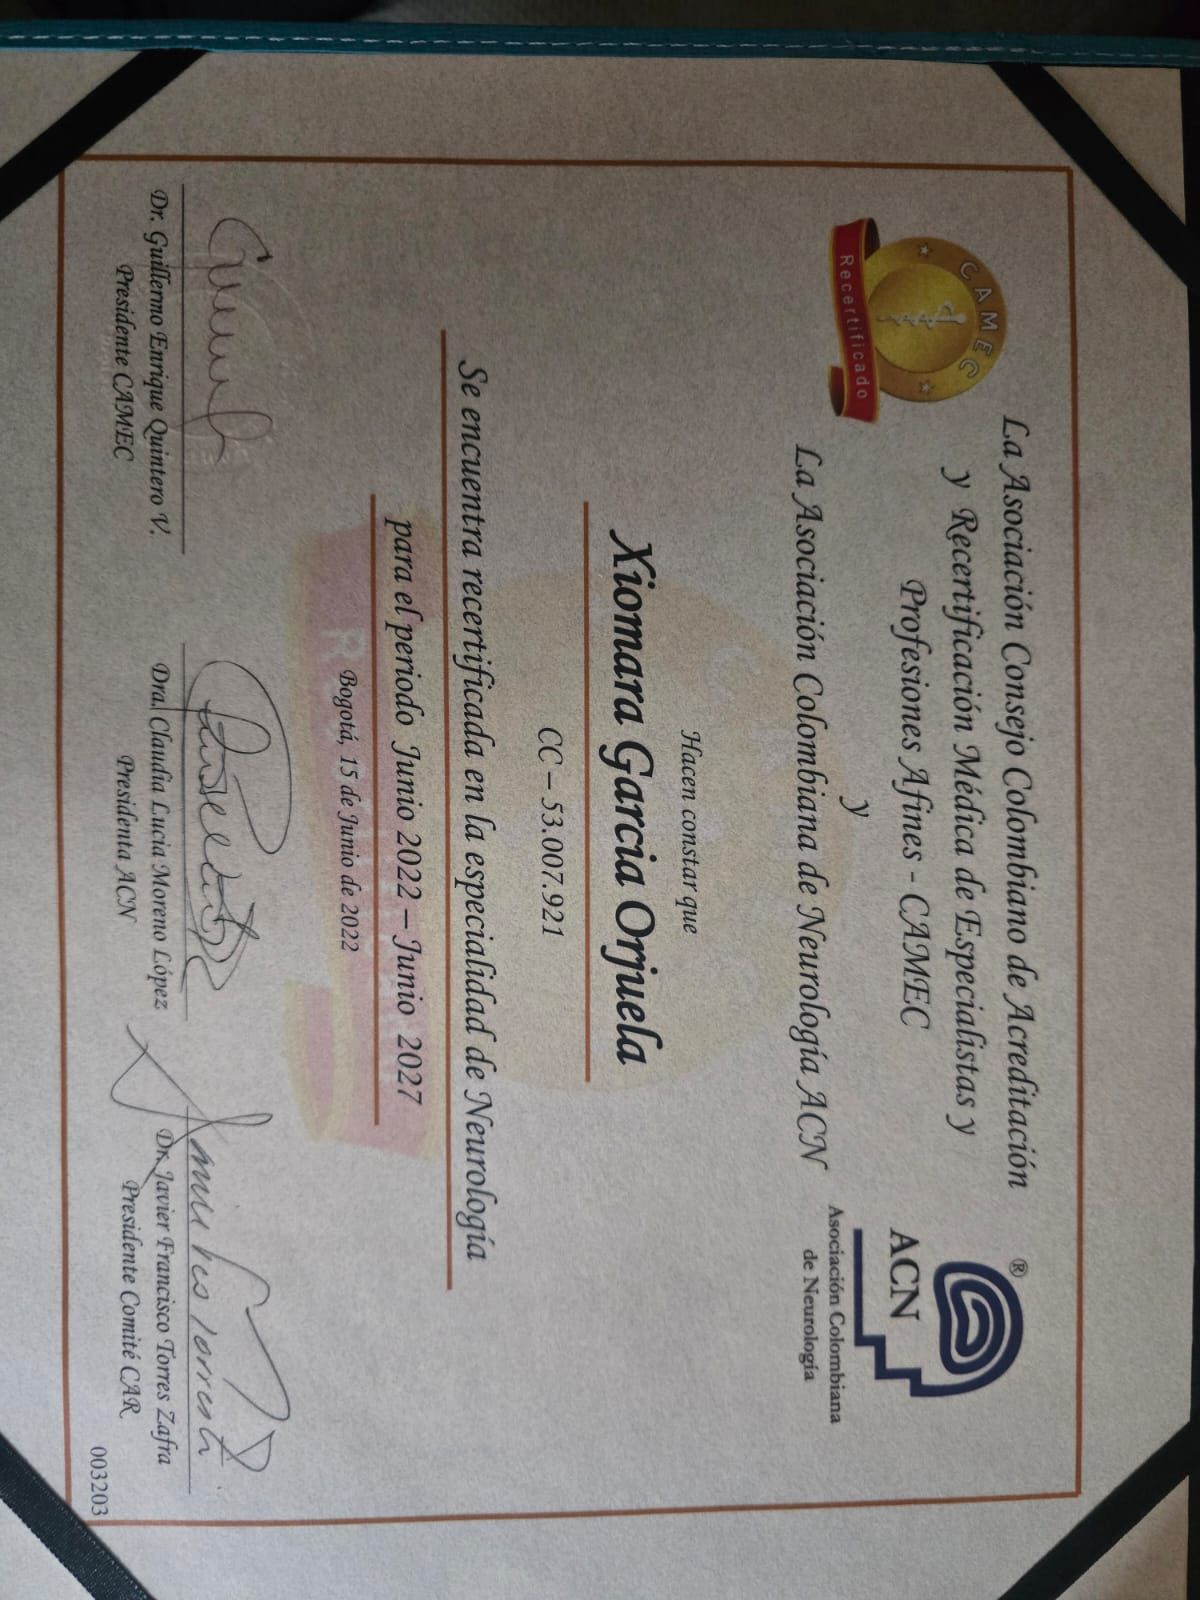 La Asociación Consejo Colombiano de Acreditación
y Recertificación Médica de Especialistas y
Profesiones Afines - CAMEC
y
La Asociación Colombiana de Neurología ACN
CAMEC
Recertificado
®
ACN
Asociación Colombiana
de Neurología
Hacen constar que
Xiomara Garcia Orjuela
CC – 53.007.921
Se encuentra recertificada en la especialidad de Neurología
para el periodo Junio 2022 – Junio 2027
Bogotá, 15 de Junio de 2022
Dr. Guillermo Enrique Quintero V.
Presidente CAMEC
Dra. Claudia Lucia Moreno López
Presidenta ACN
Dr. Javier Francisco Torres Zafra
Presidente Comité CAR
003203